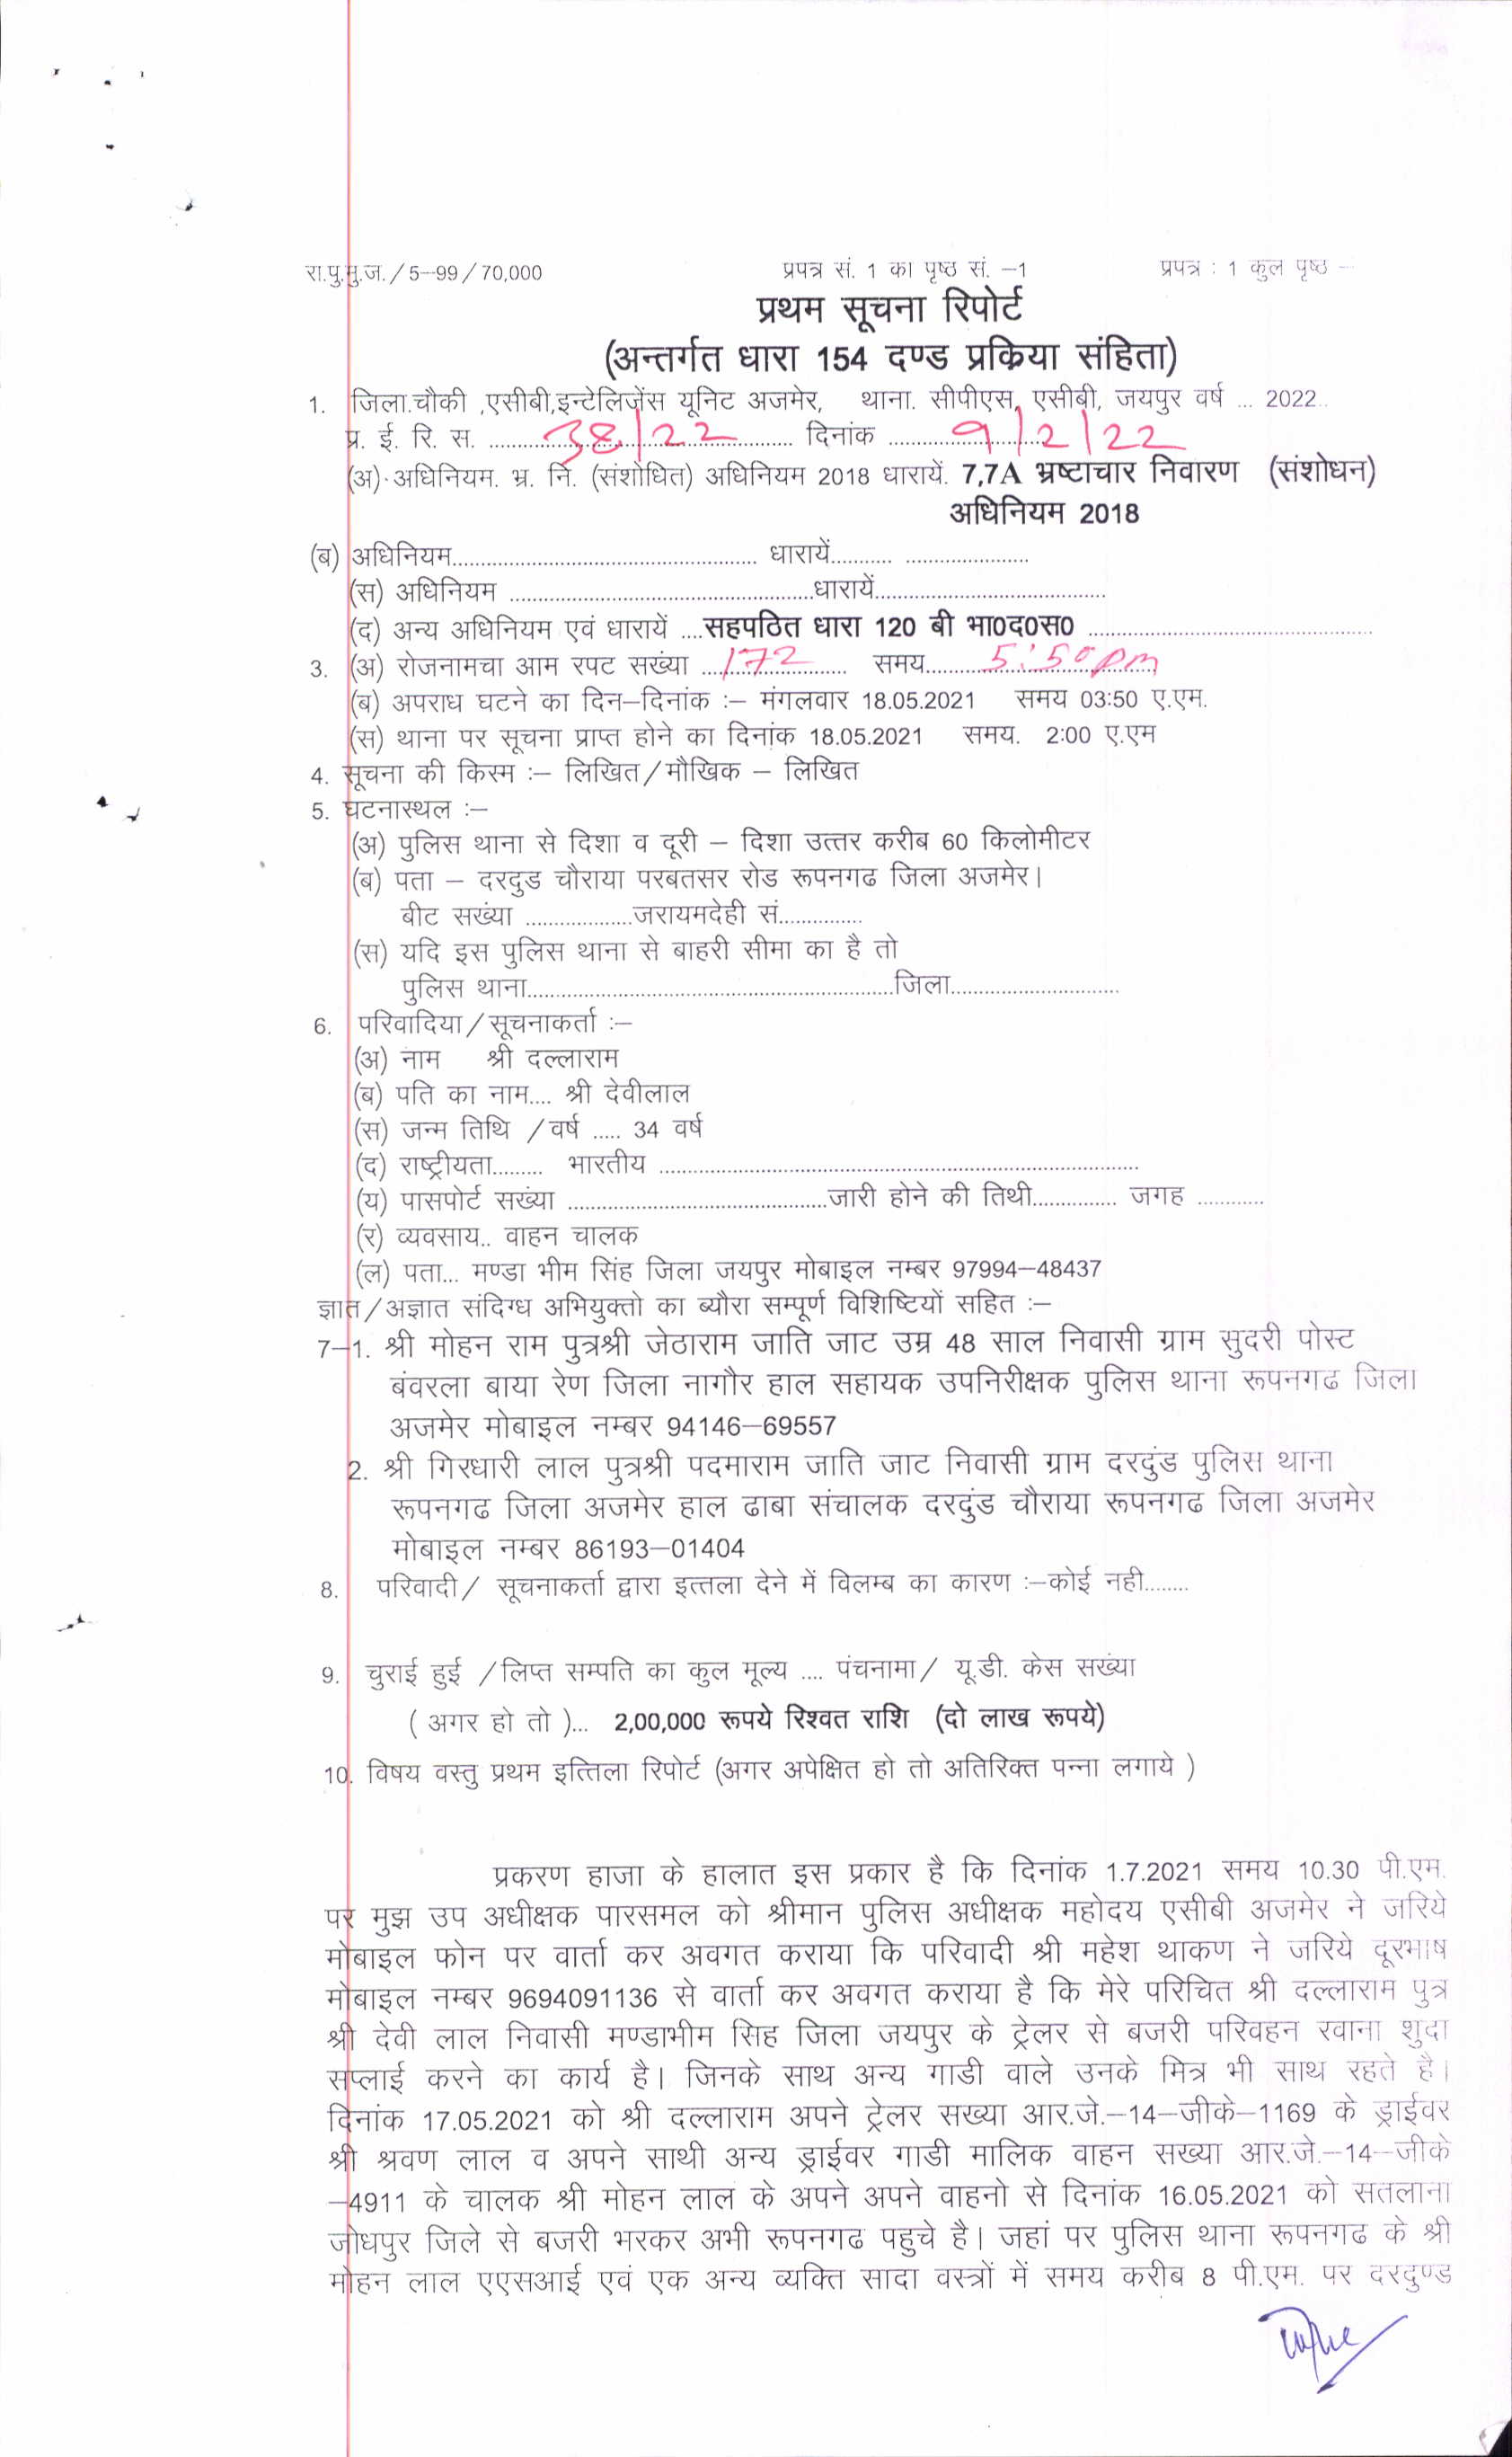 रा.पु.मु.ज./5–99/70,000 प्रपत्र सं. 1 का पृष्ठ सं. –1 प्रपत्र : 1 कुल पृष्ठ –
प्रथम सूचना रिपोर्ट
(अन्तर्गत धारा 154 दण्ड प्रक्रिया संहिता)
1. जिला.चौकी ,एसीबी,इन्टेलिजेंस यूनिट अजमेर, थाना. सीपीएस, एसीबी, जयपुर वर्ष ... 2022..
प्र. ई. रि. स. ........ 38/22 ........ दिनांक ........ 9/2/22
(अ) अधिनियम. भ्र. नि. (संशोधित) अधिनियम 2018 धारायें. 7,7A भ्रष्टाचार निवारण (संशोधन)
अधिनियम 2018
(ब) अधिनियम........ धारायें........ ........
(स) अधिनियम ........धारायें........
(द) अन्य अधिनियम एवं धारायें ....सहपठित धारा 120 बी भा0द0स0 ........
3. (अ) रोजनामचा आम रपट सख्या ....172........ समय........5:50pm
(ब) अपराध घटने का दिन–दिनांक :– मंगलवार 18.05.2021 समय 03:50 ए.एम.
(स) थाना पर सूचना प्राप्त होने का दिनांक 18.05.2021 समय. 2:00 ए.एम
4. सूचना की किस्म :– लिखित/मौखिक – लिखित
5. घटनास्थल :–
(अ) पुलिस थाना से दिशा व दूरी – दिशा उत्तर करीब 60 किलोमीटर
(ब) पता – दरदुड चौराया परबतसर रोड रूपनगढ जिला अजमेर।
बीट सख्या ........जरायमदेही सं........
(स) यदि इस पुलिस थाना से बाहरी सीमा का है तो
पुलिस थाना........जिला........
6. परिवादिया/सूचनाकर्ता :–
(अ) नाम श्री दल्लाराम
(ब) पति का नाम.... श्री देवीलाल
(स) जन्म तिथि /वर्ष ..... 34 वर्ष
(द) राष्ट्रीयता........ भारतीय ........
(य) पासपोर्ट सख्या ........जारी होने की तिथी........ जगह ........
(र) व्यवसाय.. वाहन चालक
(ल) पता... मण्डा भीम सिंह जिला जयपुर मोबाइल नम्बर 97994–48437
ज्ञात/अज्ञात संदिग्ध अभियुक्तो का ब्यौरा सम्पूर्ण विशिष्टियों सहित :–
7–1. श्री मोहन राम पुत्रश्री जेठाराम जाति जाट उम्र 48 साल निवासी ग्राम सुदरी पोस्ट
बंवरला बाया रेण जिला नागौर हाल सहायक उपनिरीक्षक पुलिस थाना रूपनगढ जिला
अजमेर मोबाइल नम्बर 94146–69557
2. श्री गिरधारी लाल पुत्रश्री पदमाराम जाति जाट निवासी ग्राम दरदुंड पुलिस थाना
रूपनगढ जिला अजमेर हाल ढाबा संचालक दरदुंड चौराया रूपनगढ जिला अजमेर
मोबाइल नम्बर 86193–01404
8. परिवादी/ सूचनाकर्ता द्वारा इत्तला देने में विलम्ब का कारण :–कोई नही........
9. चुराई हुई /लिप्त सम्पति का कुल मूल्य .... पंचनामा/ यू.डी. केस सख्या
( अगर हो तो )... 2,00,000 रूपये रिश्वत राशि (दो लाख रूपये)
10. विषय वस्तु प्रथम इत्तिला रिपोर्ट (अगर अपेक्षित हो तो अतिरिक्त पन्ना लगाये )
प्रकरण हाजा के हालात इस प्रकार है कि दिनांक 1.7.2021 समय 10.30 पी.एम.
पर मुझ उप अधीक्षक पारसमल को श्रीमान पुलिस अधीक्षक महोदय एसीबी अजमेर ने जरिये
मोबाइल फोन पर वार्ता कर अवगत कराया कि परिवादी श्री महेश थाकण ने जरिये दूरभाष
मोबाइल नम्बर 9694091136 से वार्ता कर अवगत कराया है कि मेरे परिचित श्री दल्लाराम पुत्र
श्री देवी लाल निवासी मण्डाभीम सिह जिला जयपुर के ट्रेलर से बजरी परिवहन रवाना शुदा
सप्लाई करने का कार्य है। जिनके साथ अन्य गाडी वाले उनके मित्र भी साथ रहते है।
दिनांक 17.05.2021 को श्री दल्लाराम अपने ट्रेलर सख्या आर.जे.–14–जीके–1169 के ड्राईवर
श्री श्रवण लाल व अपने साथी अन्य ड्राईवर गाडी मालिक वाहन सख्या आर.जे.–14–जीके
–4911 के चालक श्री मोहन लाल के अपने अपने वाहनो से दिनांक 16.05.2021 को सतलाना
जोधपुर जिले से बजरी भरकर अभी रूपनगढ पहुचे है। जहां पर पुलिस थाना रूपनगढ के श्री
मोहन लाल एएसआई एवं एक अन्य व्यक्ति सादा वस्त्रों में समय करीब 8 पी.एम. पर दरदुण्ड